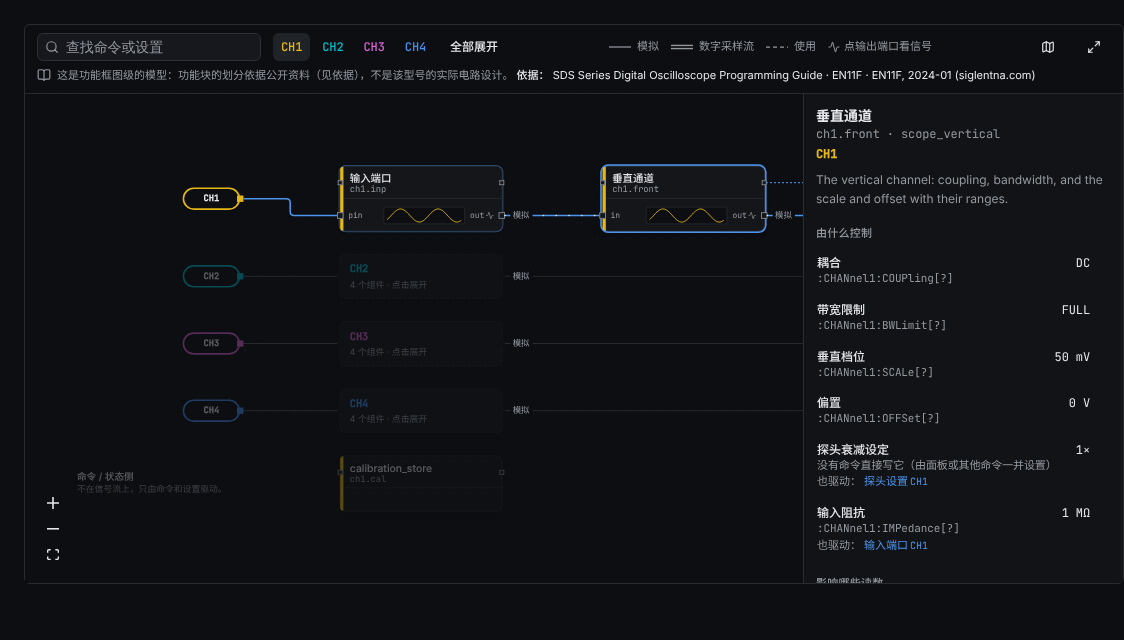 查找命令或设置
CH1 CH2 CH3 CH4 全部展开
模拟 数字采样流 使用 点输出端口看信号
这是功能框图级的模型：功能块的划分依据公开资料（见依据），不是该型号的实际电路设计。 依据： SDS Series Digital Oscilloscope Programming Guide · EN11F · EN11F, 2024-01 (siglentna.com)
CH1
输入端口
ch1.inp
pin
out
模拟
垂直通道
ch1.front
in
out
模拟
CH2
CH2
4 个组件 · 点击展开
模拟
CH3
CH3
4 个组件 · 点击展开
模拟
CH4
CH4
4 个组件 · 点击展开
模拟
calibration_store
ch1.cal
命令 / 状态侧
不在信号流上，只由命令和设置驱动。
垂直通道
ch1.front · scope_vertical
CH1
The vertical channel: coupling, bandwidth, and the
scale and offset with their ranges.
由什么控制
耦合 DC
:CHANnel1:COUPling[?]
带宽限制 FULL
:CHANnel1:BWLimit[?]
垂直档位 50 mV
:CHANnel1:SCALe[?]
偏置 0 V
:CHANnel1:OFFSet[?]
探头衰减设定 1×
没有命令直接写它（由面板或其他命令一并设置）
也驱动： 探头设置 CH1
输入阻抗 1 MΩ
:CHANnel1:IMPedance[?]
也驱动： 输入端口 CH1
影响哪些读数